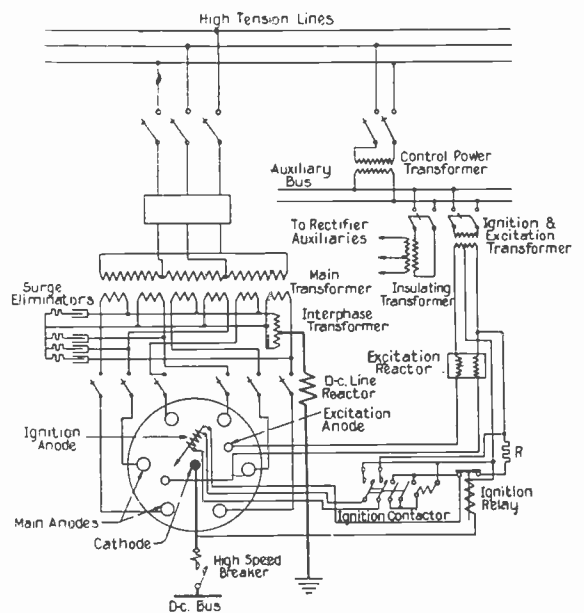 High Tension Lines
Control Power
Transformer
Auxiliary
Bus
To Rectifier
Auxiliaries
Ignition &
Excitation
Transformer
Main
Transformer
Insulating
Transformer
Surge
Eliminators
Interphase
Transformer
Excitation
Reactor
D-c. Line
Reactor
Excitation
Anode
Ignition
Anode
R
Ignition
Relay
Ignition Contactor
Main Anodes
Cathode
High Speed
Breaker
D-c. Bus